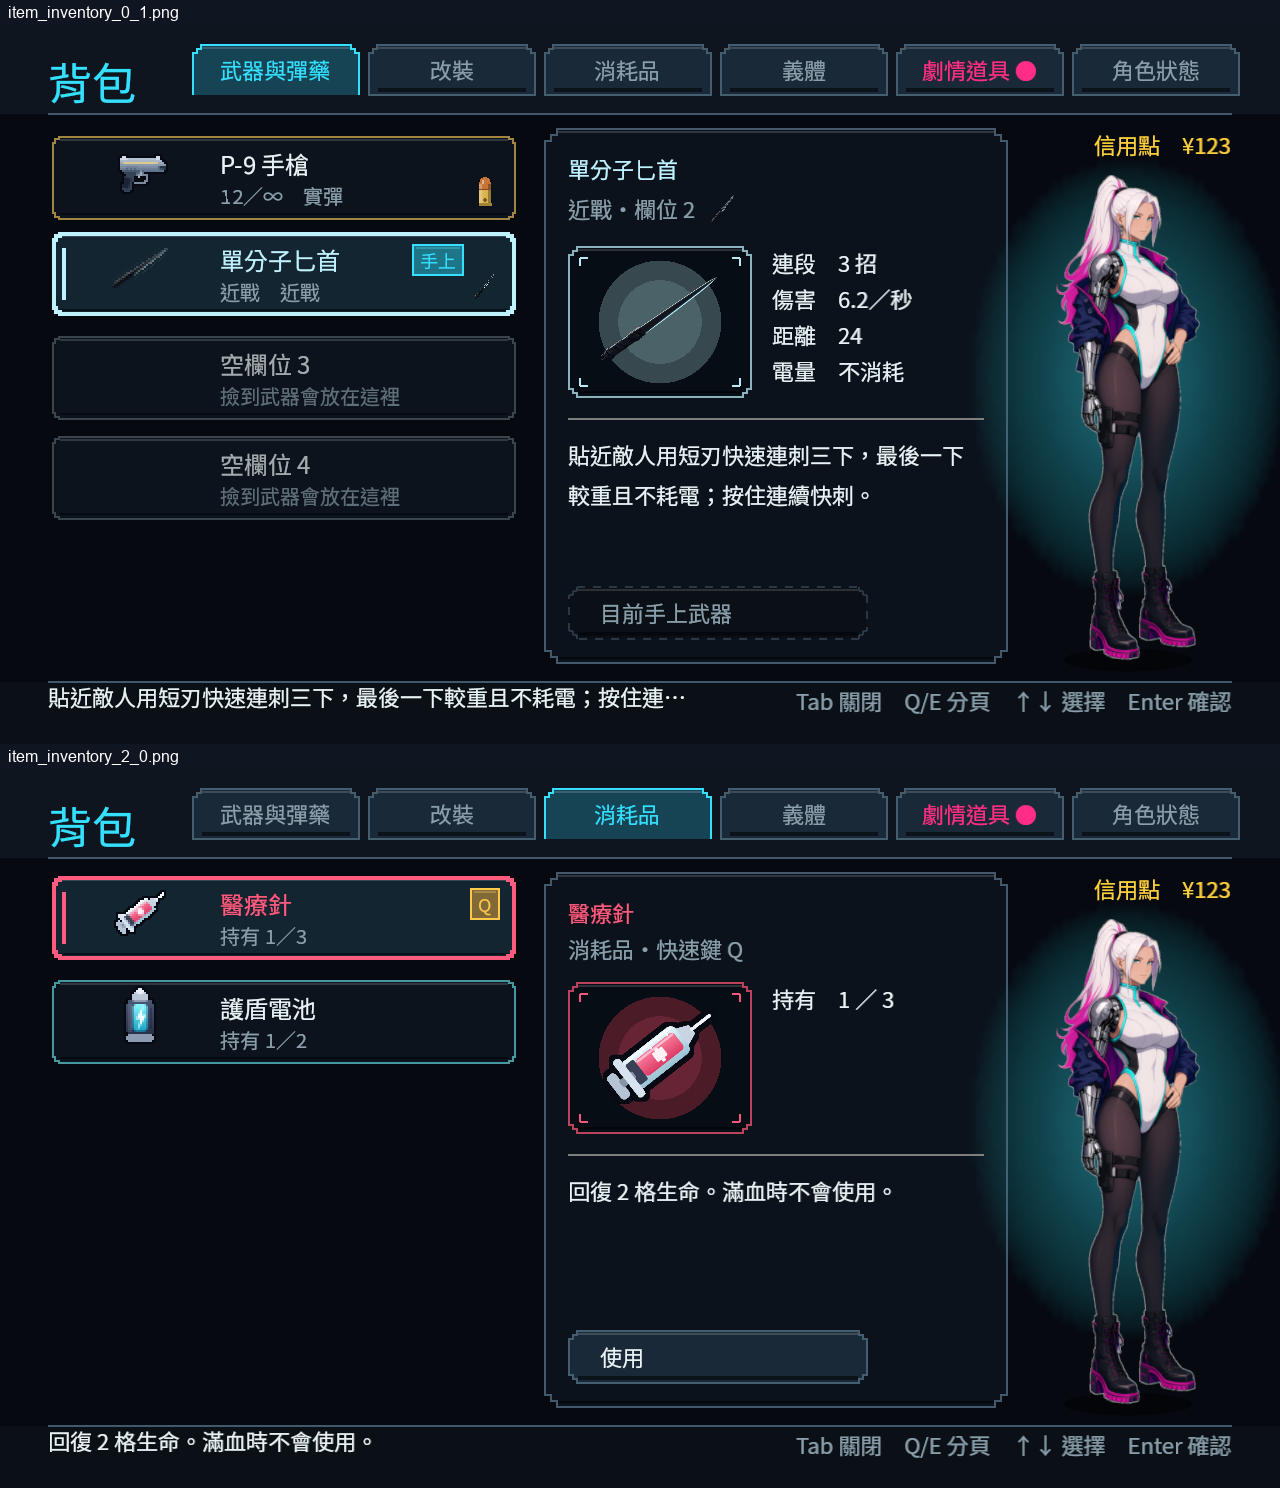 item_inventory_0_1.png
背包
武器與彈藥
改裝
消耗品
義體
劇情道具
角色狀態
P-9 手槍
12／∞ 實彈
單分子匕首
手上
近戰 近戰
空欄位 3
撿到武器會放在這裡
空欄位 4
撿到武器會放在這裡
單分子匕首
近戰・欄位 2
連段 3 招
傷害 6.2／秒
距離 24
電量 不消耗
貼近敵人用短刃快速連刺三下，最後一下
較重且不耗電；按住連續快刺。
目前手上武器
信用點 ¥123
貼近敵人用短刃快速連刺三下，最後一下較重且不耗電；按住連…
Tab 關閉 Q/E 分頁 ↑↓ 選擇 Enter 確認
item_inventory_2_0.png
背包
武器與彈藥
改裝
消耗品
義體
劇情道具
角色狀態
醫療針
Q
持有 1／3
護盾電池
持有 1／2
醫療針
消耗品・快速鍵 Q
持有 1 ／ 3
回復 2 格生命。滿血時不會使用。
使用
信用點 ¥123
回復 2 格生命。滿血時不會使用。
Tab 關閉 Q/E 分頁 ↑↓ 選擇 Enter 確認